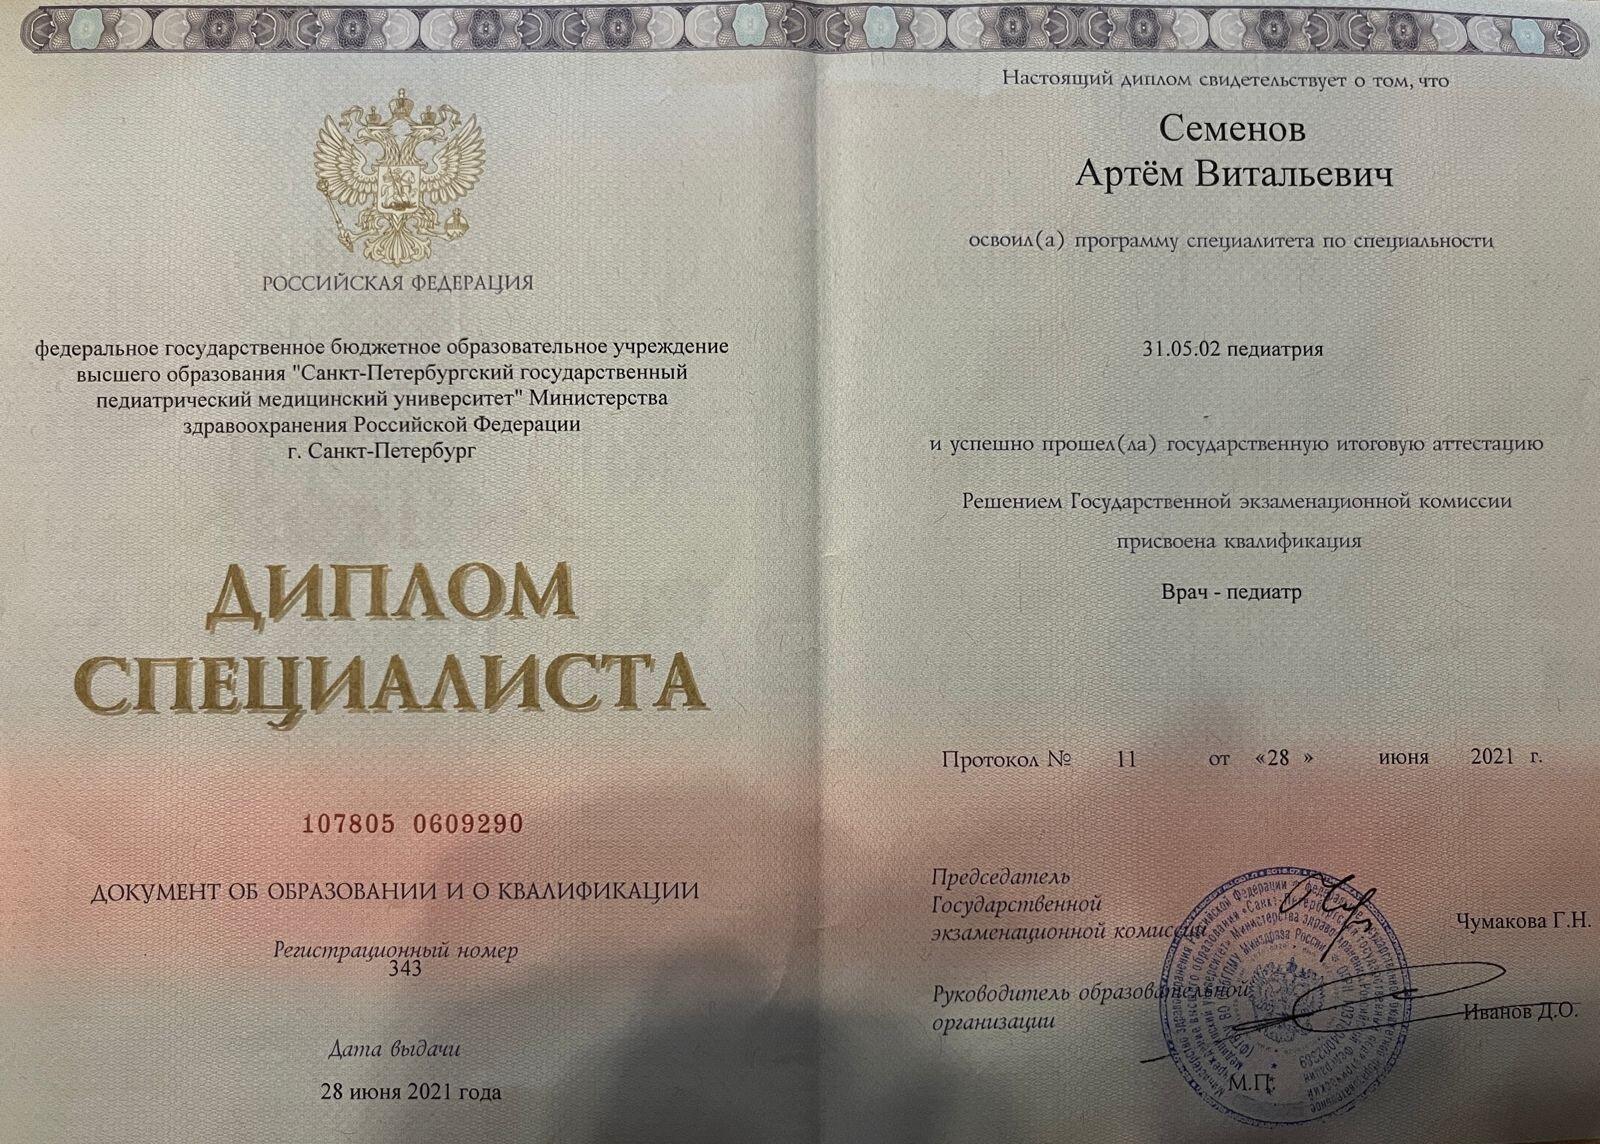 РОССИЙСКАЯ ФЕДЕРАЦИЯ
федеральное государственное бюджетное образовательное учреждение
высшего образования "Санкт-Петербургский государственный
педиатрический медицинский университет" Министерства
здравоохранения Российской Федерации
г. Санкт-Петербург
ДИПЛОМ
СПЕЦИАЛИСТА
107805 0609290
ДОКУМЕНТ ОБ ОБРАЗОВАНИИ И О КВАЛИФИКАЦИИ
Регистрационный номер
343
Дата выдачи
28 июня 2021 года
Настоящий диплом свидетельствует о том, что
Семенов
Артём Витальевич
освоил(а) программу специалитета по специальности
31.05.02 педиатрия
и успешно прошел(ла) государственную итоговую аттестацию
Решением Государственной экзаменационной комиссии
присвоена квалификация
Врач - педиатр
Протокол № 11 от «28 » июня 2021 г.
Председатель
Государственной
экзаменационной комиссии
Чумакова Г.Н.
Руководитель образовательной
организации
Иванов Д.О.
М.П.